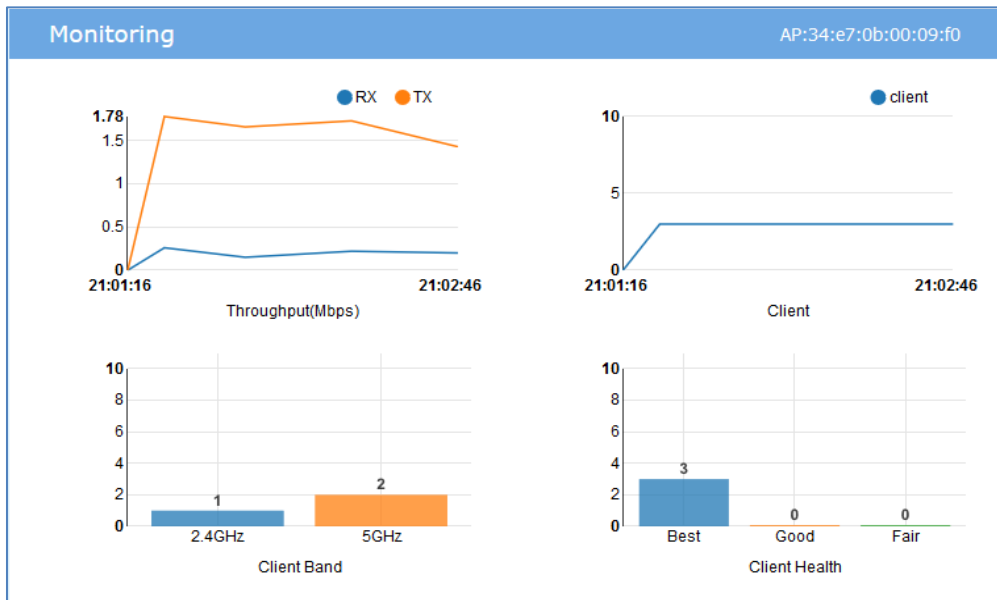 Monitoring
AP:34:e7:0b:00:09:f0
RX TX
1.78
1.5
1
0.5
0
21:01:16 21:02:46
Throughput(Mbps)
client
10
5
0
21:01:16 21:02:46
Client
10
8
6
4
2
0
1
2
2.4GHz 5GHz
Client Band
10
8
6
4
2
0
3
0
0
Best Good Fair
Client Health